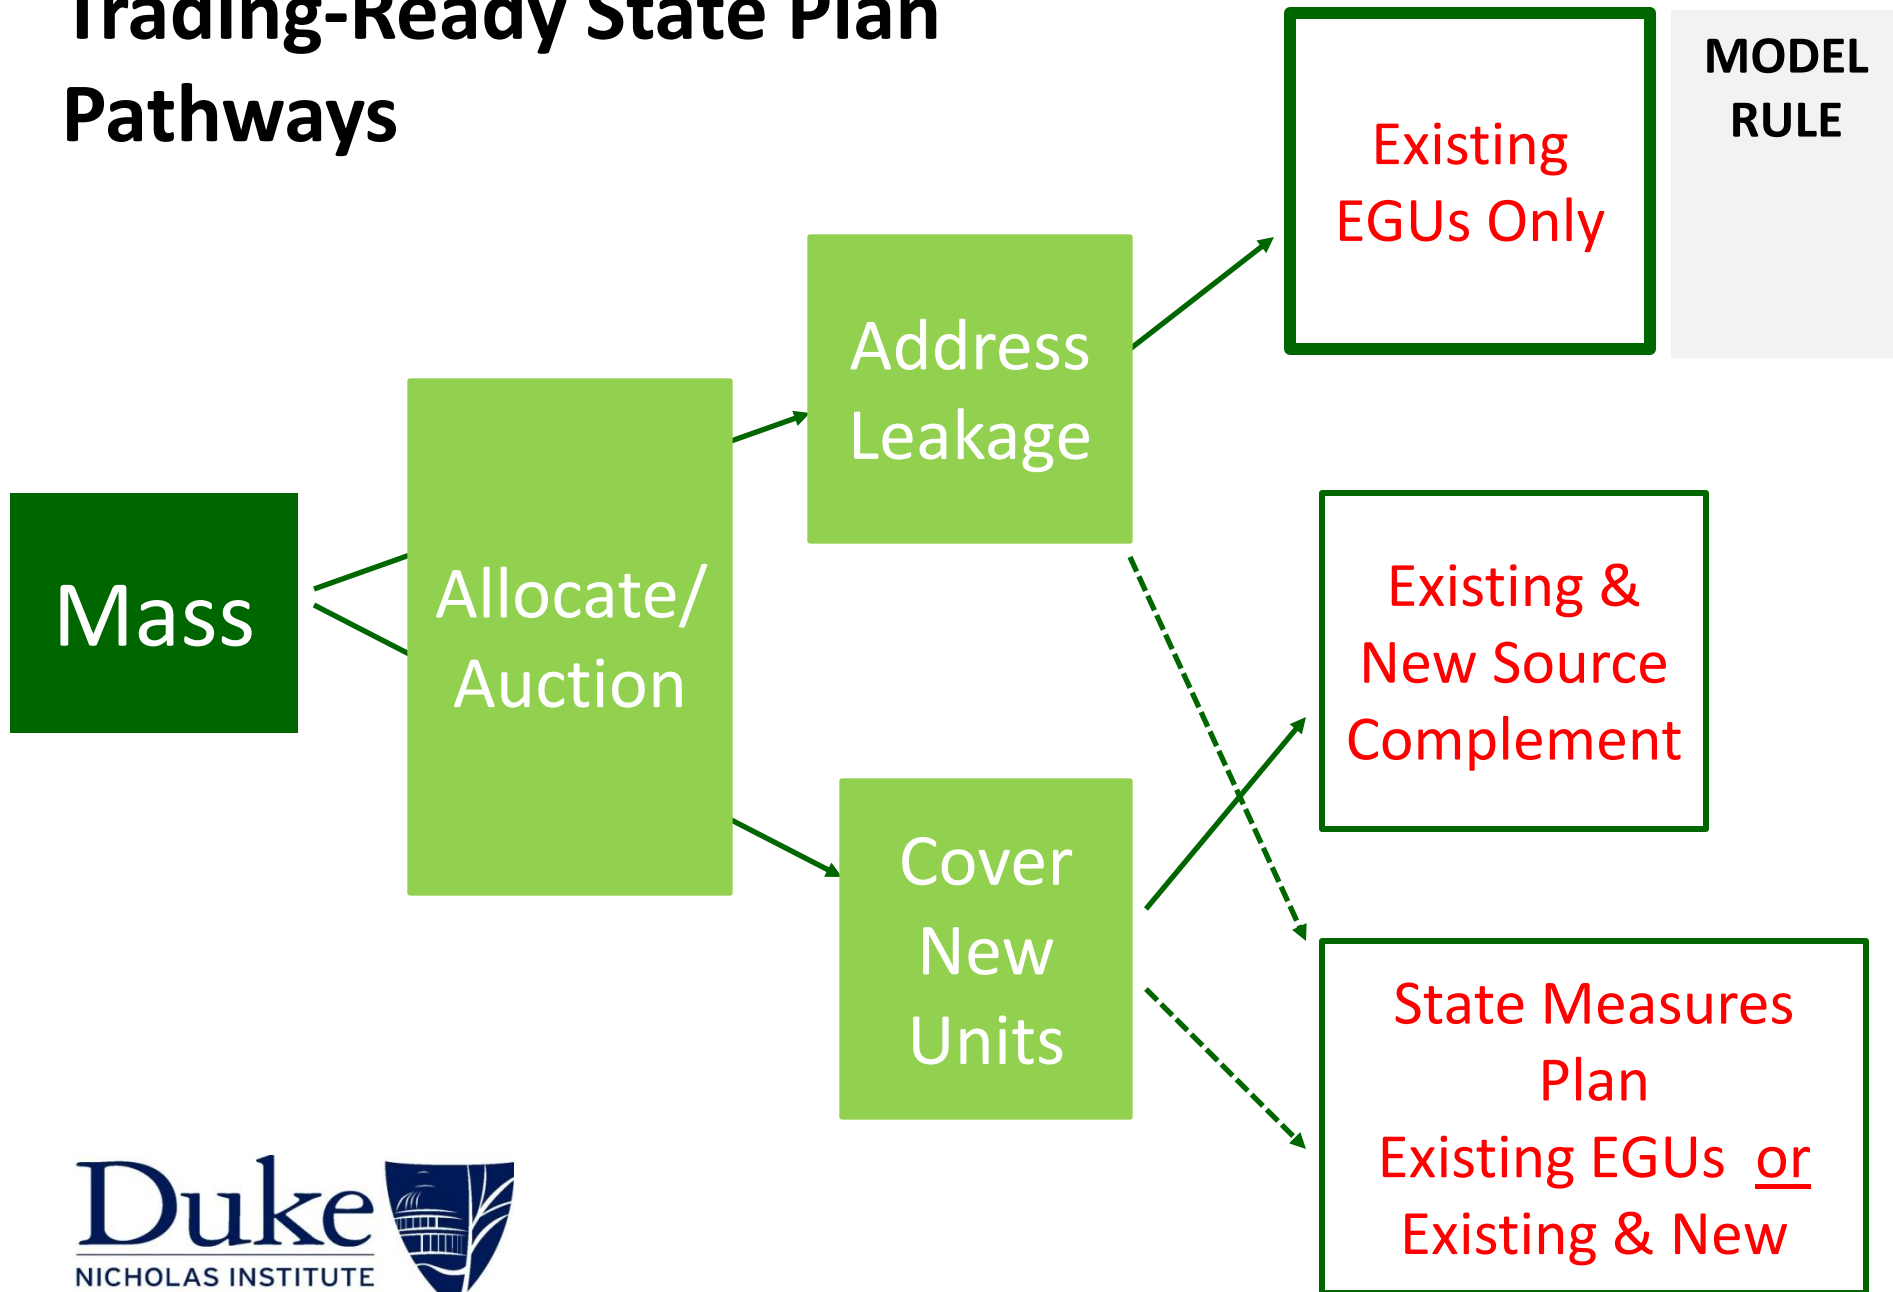 Trading-Ready State Plan
Pathways
MODEL
RULE
Existing
EGUs Only
Address
Leakage
Mass
Allocate/
Auction
Existing &
New Source
Complement
Cover
New
Units
State Measures
Plan
Existing EGUs or
Existing & New
Duke
NICHOLAS INSTITUTE